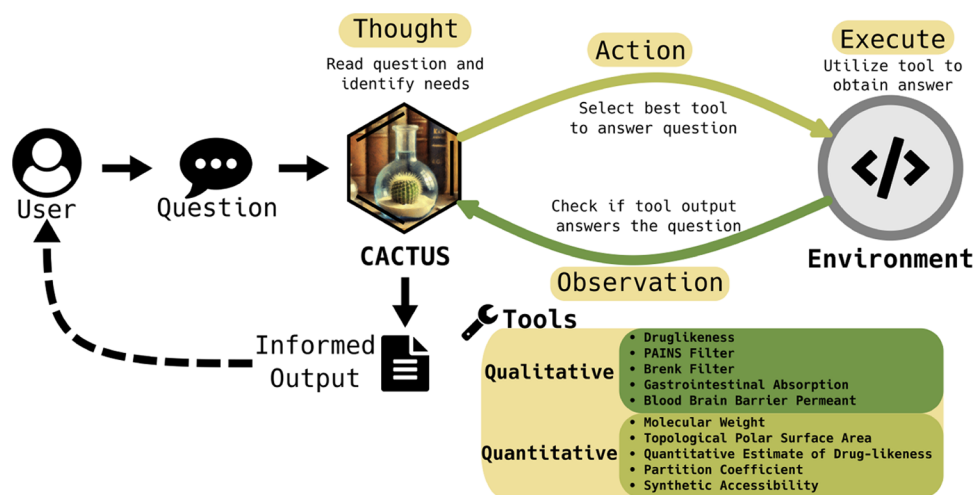 Thought
Read question and
identify needs
Action
Select best tool
to answer question
Execute
Utilize tool to
obtain answer
</>
User
Question
CACTUS
Check if tool output
answers the question
Observation
Environment
Informed
Output
Tools
Qualitative
• Druglikeness
• PAINS Filter
• Brenk Filter
• Gastrointestinal Absorption
• Blood Brain Barrier Permeant
Quantitative
• Molecular Weight
• Topological Polar Surface Area
• Quantitative Estimate of Drug-likeness
• Partition Coefficient
• Synthetic Accessibility